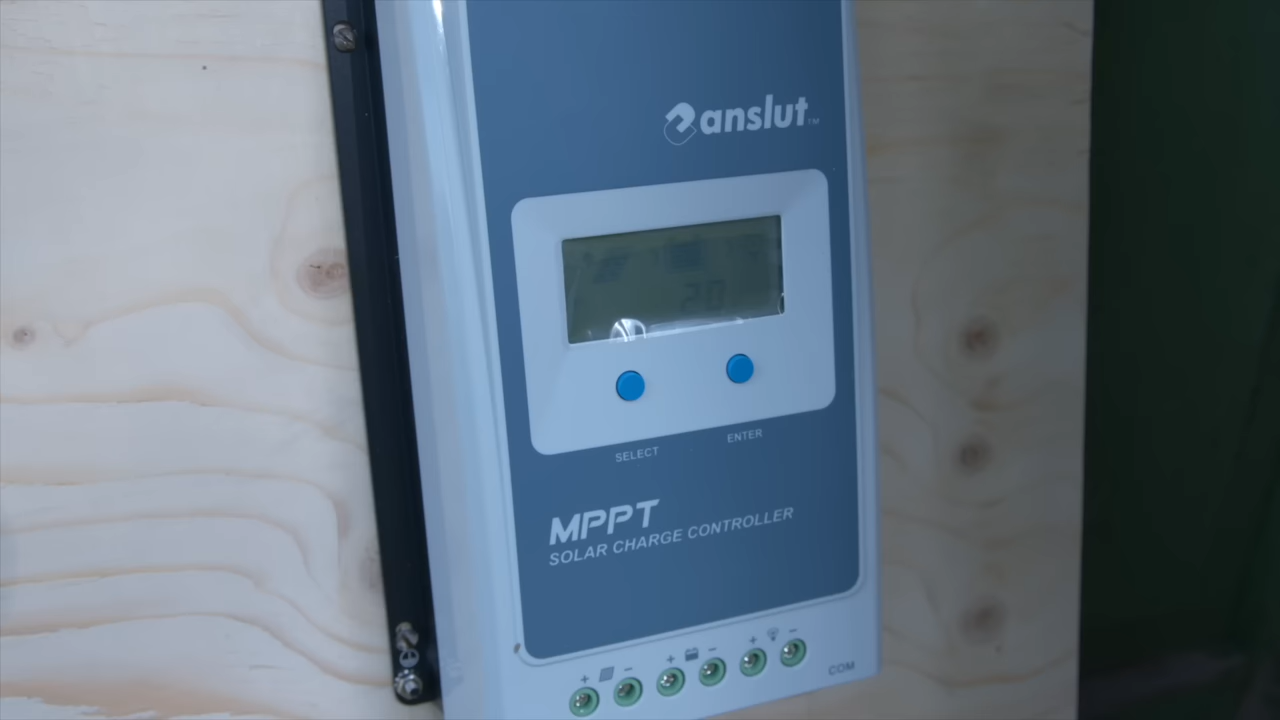 anslut™
SELECT
ENTER
MPPT
SOLAR CHARGE CONTROLLER
+ - + - + -
COM